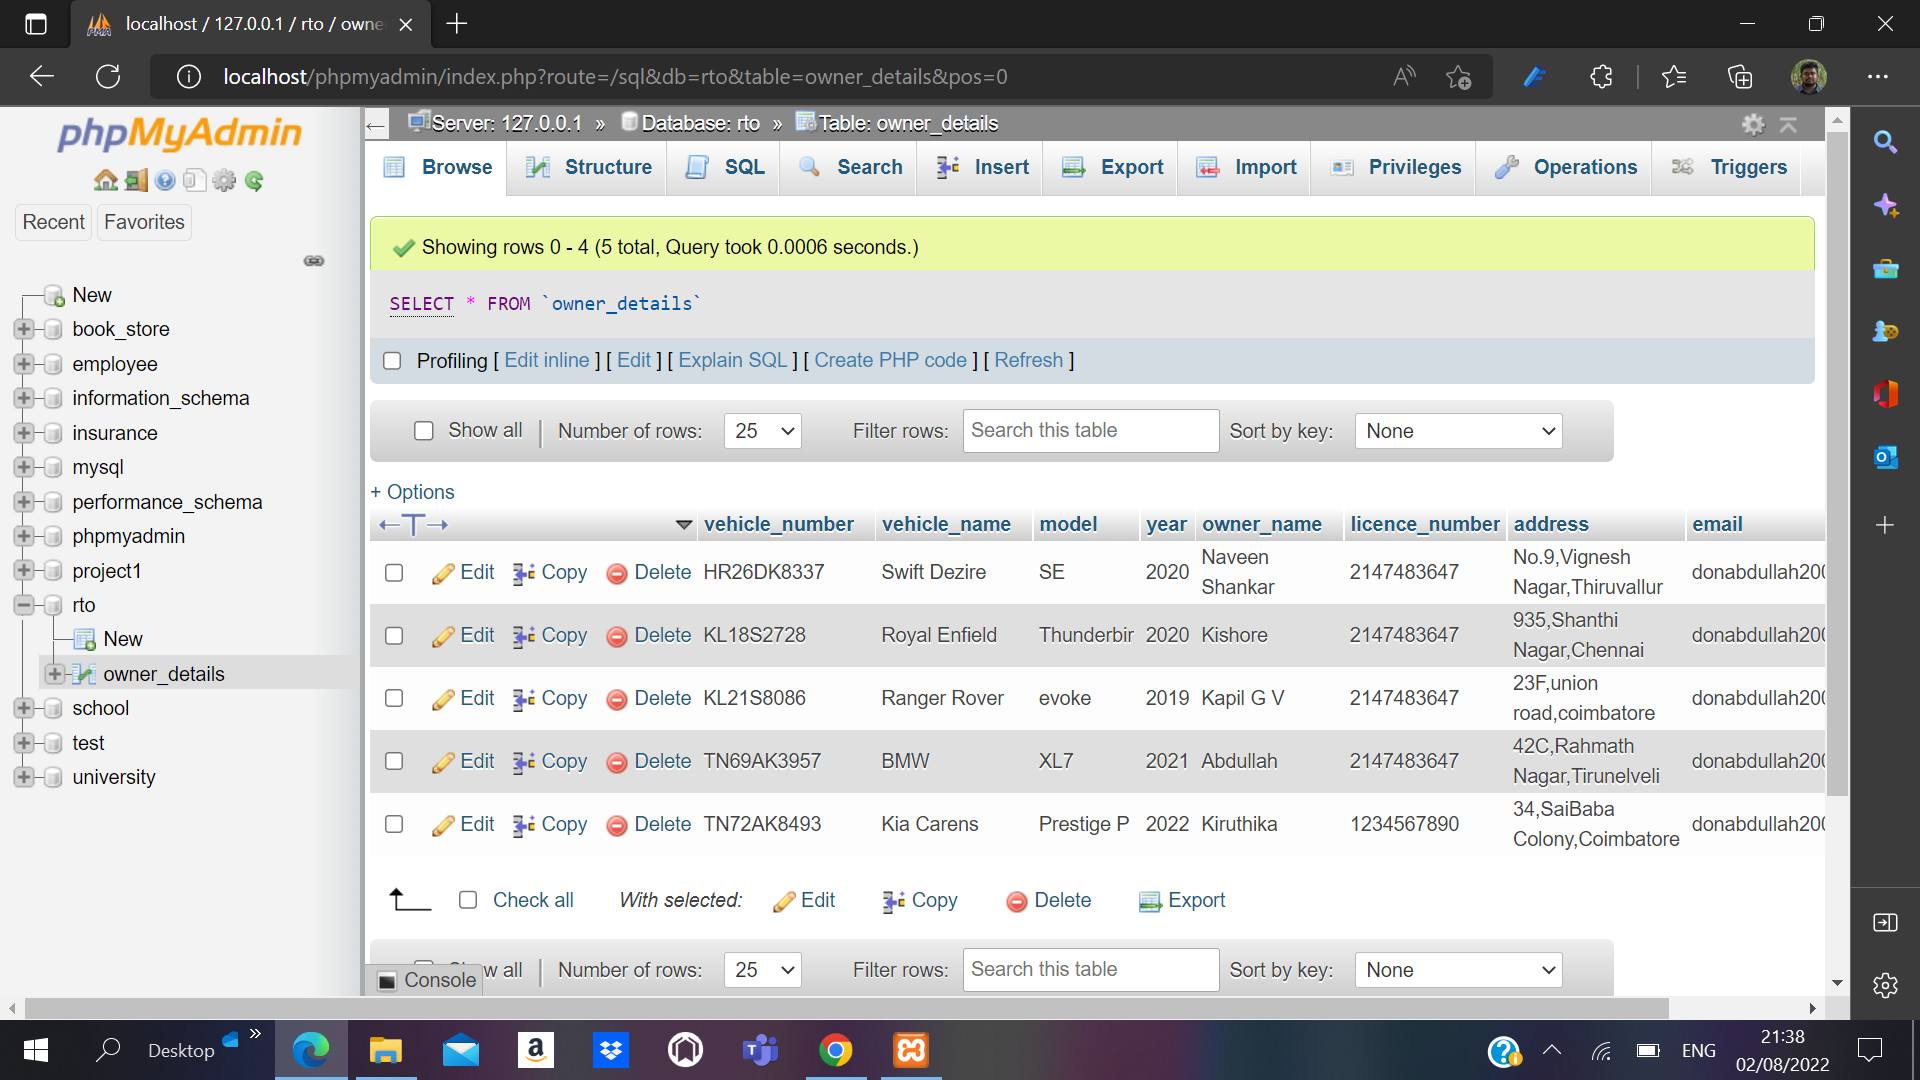 localhost / 127.0.0.1 / rto / owne
localhost/phpmyadmin/index.php?route=/sql&db=rto&table=owner_details&pos=0
phpMyAdmin
Recent Favorites
New
book_store
employee
information_schema
insurance
mysql
performance_schema
phpmyadmin
project1
rto
New
owner_details
school
test
university
Server: 127.0.0.1 » Database: rto » Table: owner_details
Browse Structure SQL Search Insert Export Import Privileges Operations Triggers
Showing rows 0 - 4 (5 total, Query took 0.0006 seconds.)
SELECT * FROM `owner_details`
Profiling [ Edit inline ] [ Edit ] [ Explain SQL ] [ Create PHP code ] [ Refresh ]
Show all Number of rows: 25 Filter rows: Search this table Sort by key: None
+ Options
←T→ vehicle_number vehicle_name model year owner_name licence_number address email
Edit Copy Delete HR26DK8337 Swift Dezire SE 2020 Naveen Shankar 2147483647 No.9,Vignesh Nagar,Thiruvallur donabdullah200
Edit Copy Delete KL18S2728 Royal Enfield Thunderbir 2020 Kishore 2147483647 935,Shanthi Nagar,Chennai donabdullah200
Edit Copy Delete KL21S8086 Ranger Rover evoke 2019 Kapil G V 2147483647 23F,union road,coimbatore donabdullah200
Edit Copy Delete TN69AK3957 BMW XL7 2021 Abdullah 2147483647 42C,Rahmath Nagar,Tirunelveli donabdullah200
Edit Copy Delete TN72AK8493 Kia Carens Prestige P 2022 Kiruthika 1234567890 34,SaiBaba Colony,Coimbatore donabdullah200
Check all With selected: Edit Copy Delete Export
Show all Number of rows: 25 Filter rows: Search this table Sort by key: None
Console
Desktop
ENG
21:38
02/08/2022